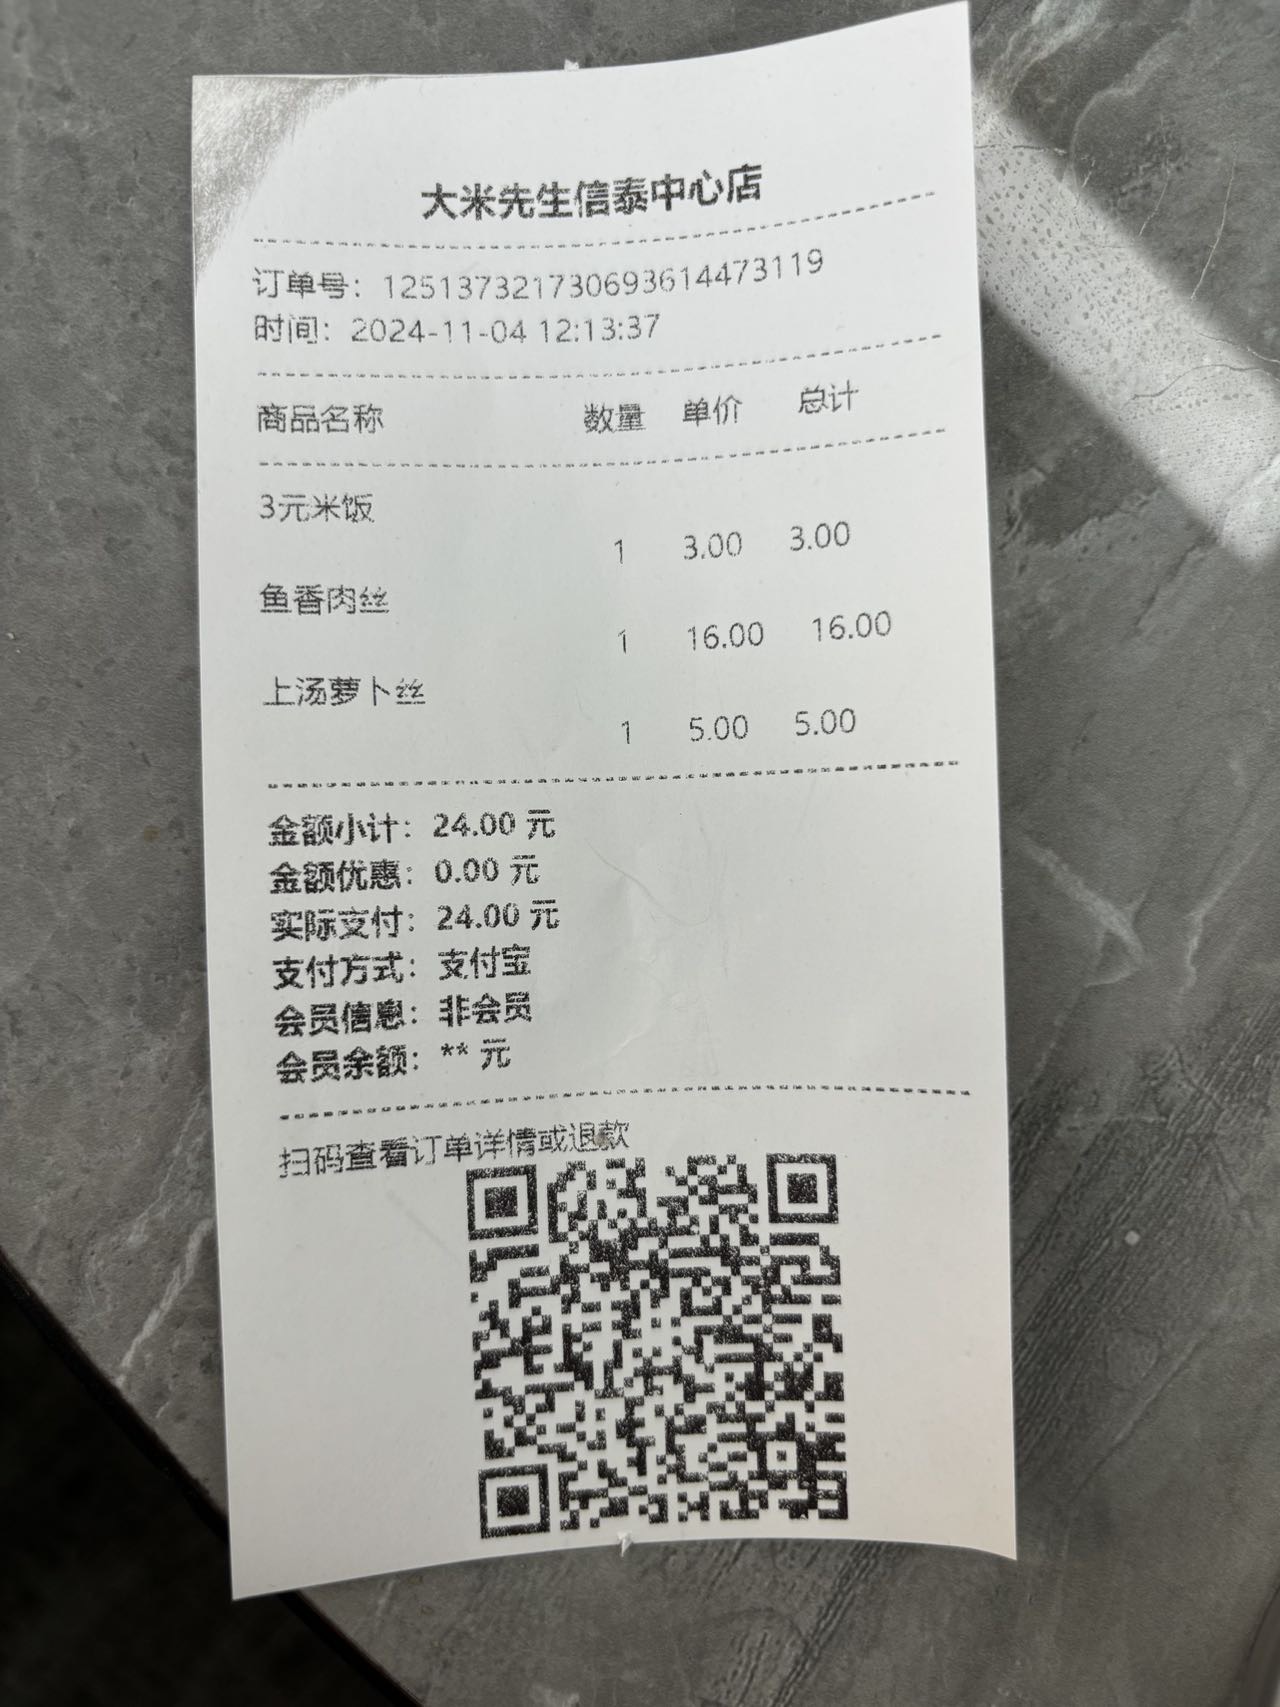 大米先生信泰中心店
订单号：1251373217306936​14473119
时间：2024-11-04 12:13:37
商品名称 数量 单价 总计
3元米饭
1 3.00 3.00
鱼香肉丝
1 16.00 16.00
上汤萝卜丝
1 5.00 5.00
金额小计：24.00 元
金额优惠：0.00 元
实际支付：24.00 元
支付方式：支付宝
会员信息：非会员
会员余额：** 元
扫码查看订单详情或退款